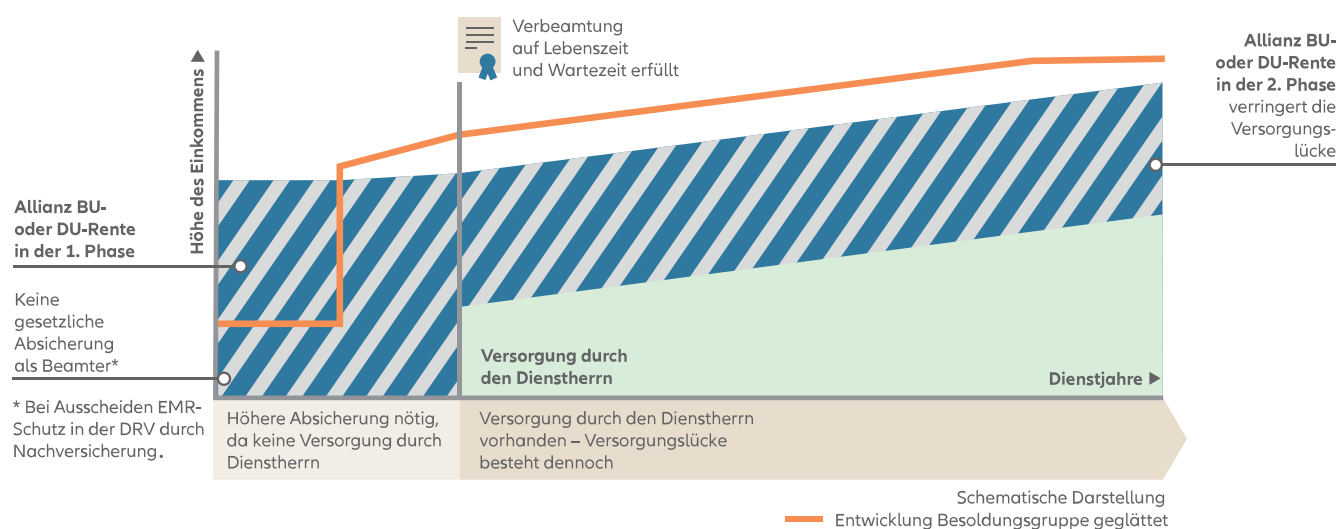 Verbeamtung
auf Lebenszeit
und Wartezeit erfüllt
Höhe des Einkommens ▲
Allianz BU-
oder DU-Rente
in der 1. Phase
Keine
gesetzliche
Absicherung
als Beamter*
* Bei Ausscheiden EMR-
Schutz in der DRV durch
Nachversicherung.
Allianz BU-
oder DU-Rente
in der 2. Phase
verringert die
Versorgungs-
lücke
Versorgung durch
den Dienstherrn
Dienstjahre ▶
Höhere Absicherung nötig,
da keine Versorgung durch
Dienstherrn
Versorgung durch den Dienstherrn
vorhanden – Versorgungslücke
besteht dennoch
Schematische Darstellung
Entwicklung Besoldungsgruppe geglättet